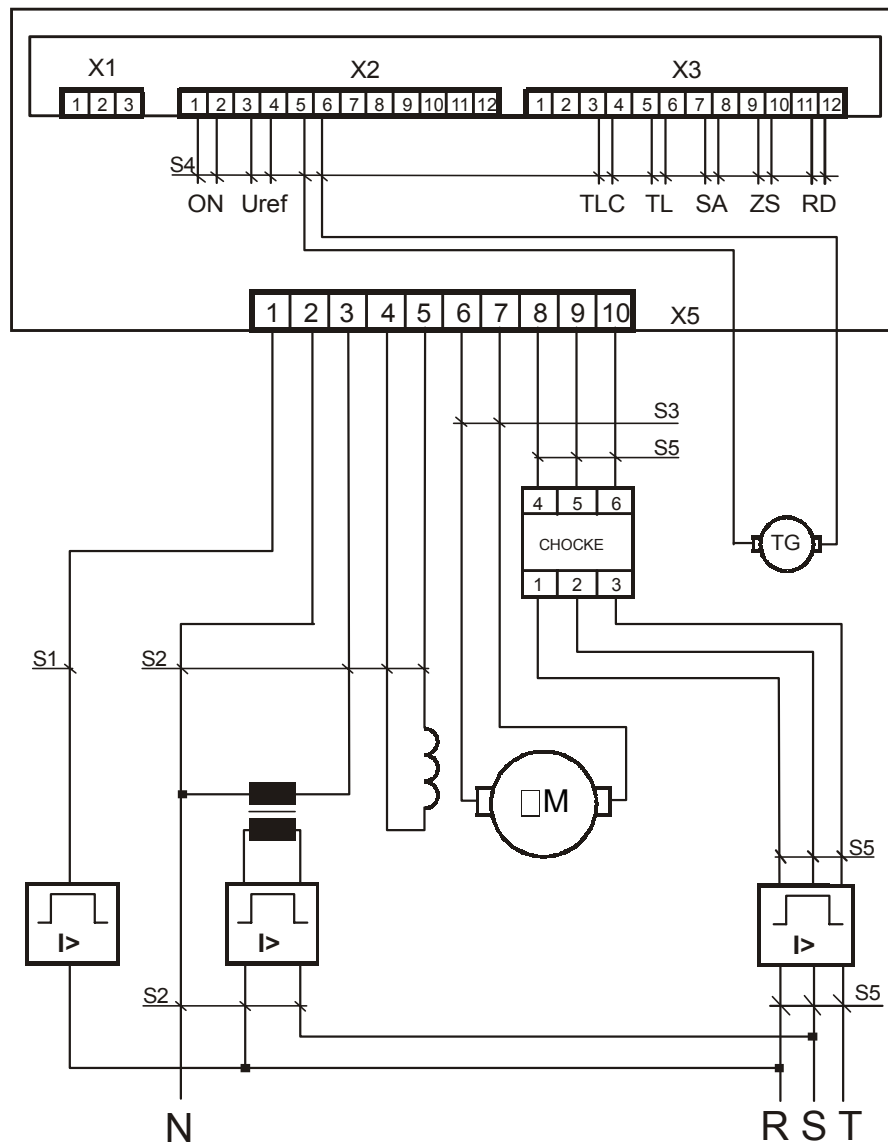 X1 X2 X3
1 2 3 1 2 3 4 5 6 7 8 9 10 11 12 1 2 3 4 5 6 7 8 9 10 11 12
S4
ON Uref TLC TL SA ZS RD
1 2 3 4 5 6 7 8 9 10
X5
S3
S5
4 5 6
CHOCKE
TG
1 2 3
S1 S2
M
S5
I> I> I>
S2 S5
N R S T